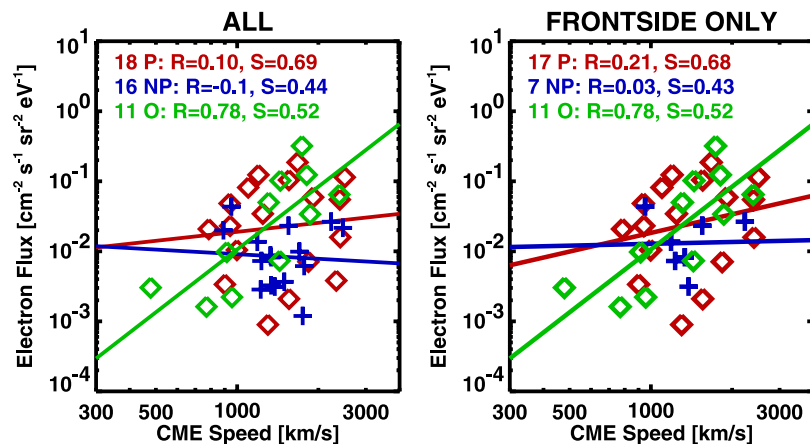 ALL
18 P: R=0.10, S=0.69
16 NP: R=-0.1, S=0.44
11 O: R=0.78, S=0.52
Electron Flux [cm⁻² s⁻¹ sr⁻² eV⁻¹]
10¹
10⁰
10⁻¹
10⁻²
10⁻³
10⁻⁴
300 500 1000 3000
CME Speed [km/s]
FRONTSIDE ONLY
17 P: R=0.21, S=0.68
7 NP: R=0.03, S=0.43
11 O: R=0.78, S=0.52
Electron Flux [cm⁻² s⁻¹ sr⁻² eV⁻¹]
10¹
10⁰
10⁻¹
10⁻²
10⁻³
10⁻⁴
300 500 1000 3000
CME Speed [km/s]